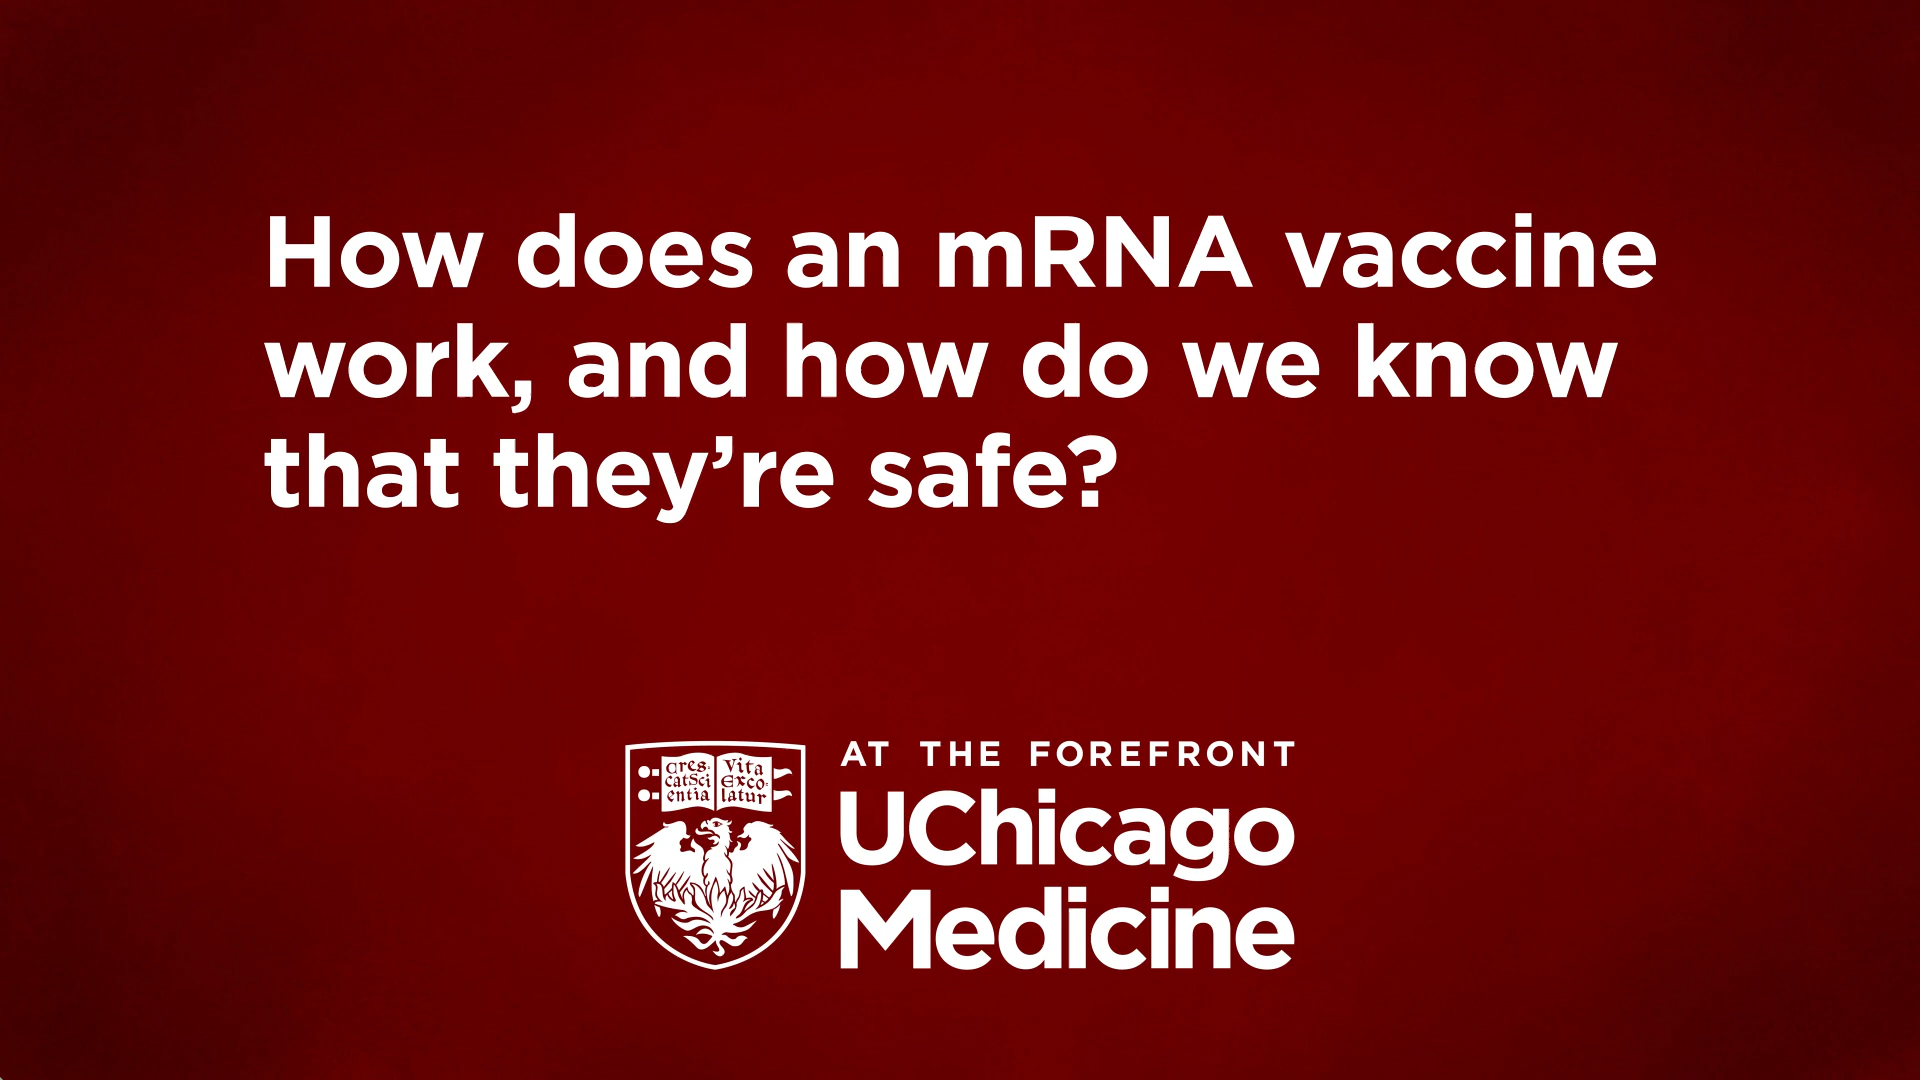 How does an mRNA vaccine
work, and how do we know
that they’re safe?
AT THE FOREFRONT
UChicago
Medicine
Cres
catSci
entia
Vita
Exco
latur